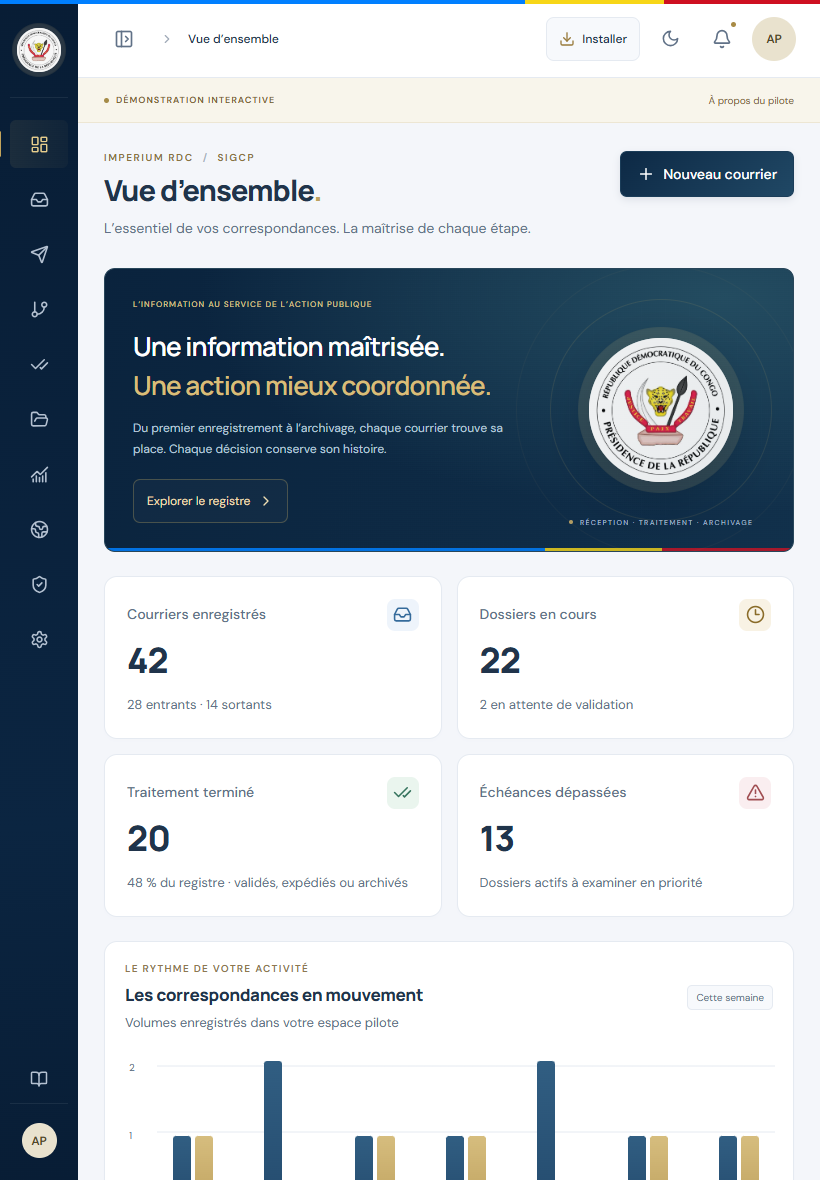 Vue d’ensemble
Installer
AP
DÉMONSTRATION INTERACTIVE
À propos du pilote
IMPERIUM RDC / SIGCP
Vue d’ensemble.
Nouveau courrier
L’essentiel de vos correspondances. La maîtrise de chaque étape.
L’INFORMATION AU SERVICE DE L’ACTION PUBLIQUE
Une information maîtrisée.
Une action mieux coordonnée.
Du premier enregistrement à l’archivage, chaque courrier trouve sa
place. Chaque décision conserve son histoire.
Explorer le registre
RÉPUBLIQUE DÉMOCRATIQUE DU CONGO
PAIX
PRÉSIDENCE DE LA RÉPUBLIQUE
RÉCEPTION · TRAITEMENT · ARCHIVAGE
Courriers enregistrés
42
28 entrants · 14 sortants
Dossiers en cours
22
2 en attente de validation
Traitement terminé
20
48 % du registre · validés, expédiés ou archivés
Échéances dépassées
13
Dossiers actifs à examiner en priorité
LE RYTHME DE VOTRE ACTIVITÉ
Les correspondances en mouvement
Cette semaine
Volumes enregistrés dans votre espace pilote
2
1
AP